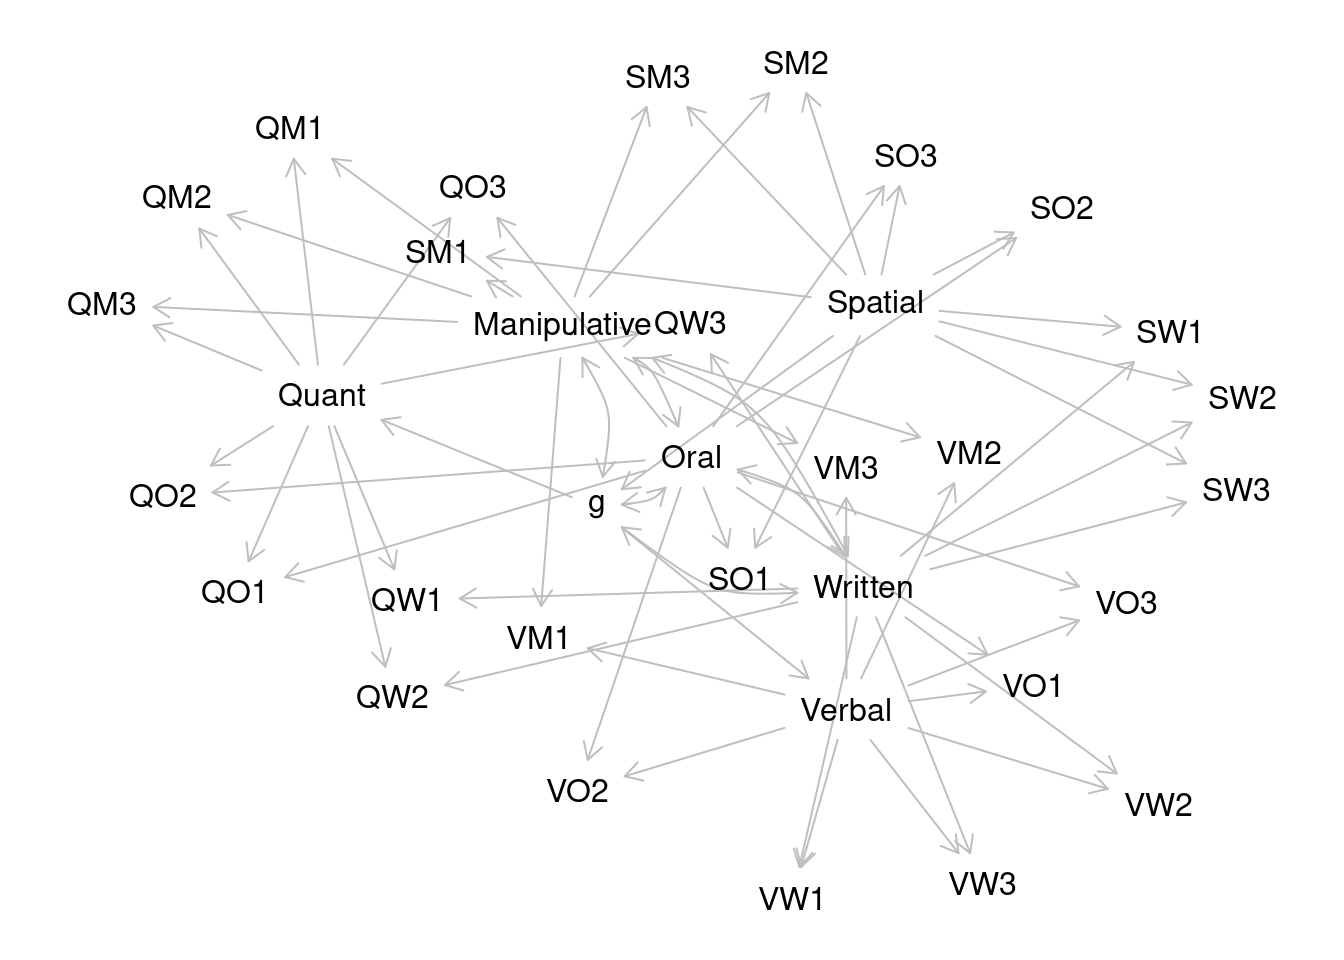 SM2
SM3
QM1
SO3
QO3
QM2
SO2
SM1
Spatial
QM3
Manipulative
QW3
SW1
Quant
SW2
VM2
Oral
VM3
SW3
QO2
g
SO1
Written
QO1
QW1
VO3
VM1
VO1
QW2
Verbal
VO2
VW2
VW3
VW1